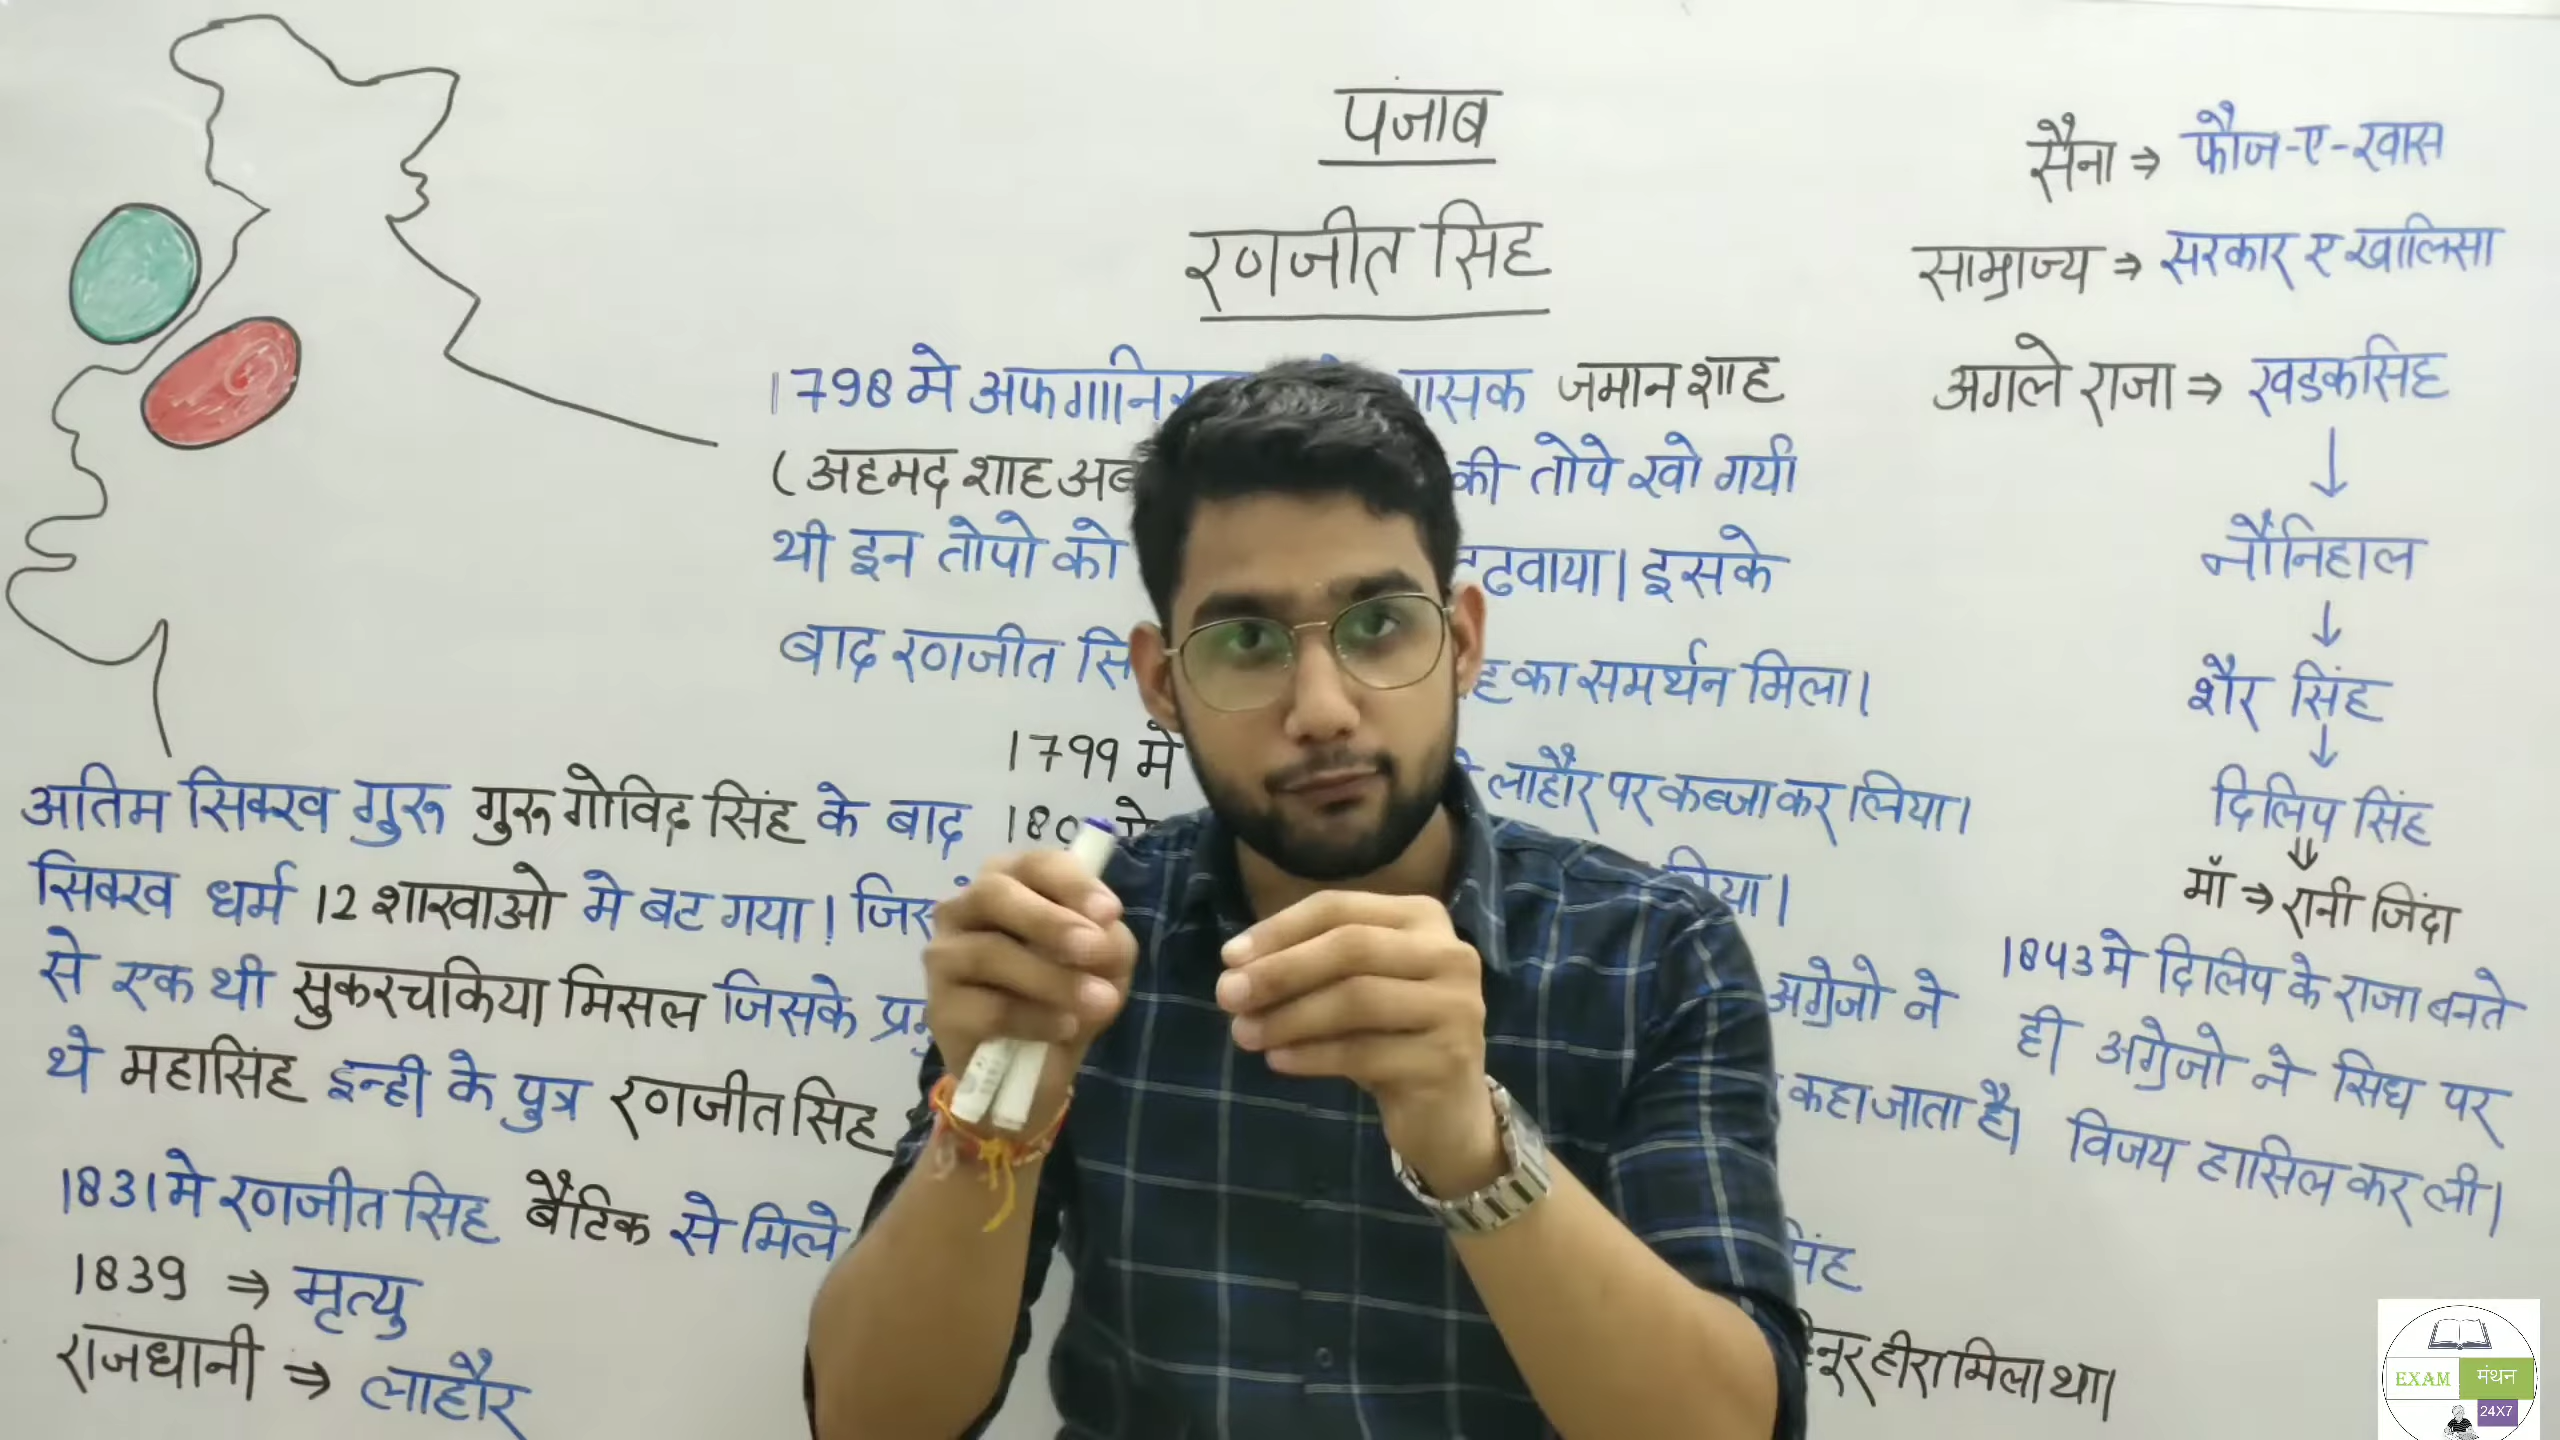 पंजाब
रणजीत सिंह
1798 मे अफगानि शासक जमान शाह
(अहमद शाह की तोपे खो गयी
थी इन तोपो को ढवाया। इसके
बाद रणजीत का समर्थन मिला।
1799 मे लाहौर पर कब्जा कर लिया।
अंतिम सिक्ख गुरू गुरू गोविंद सिंह के बाद
सिक्ख धर्म 12 शाखाओ मे बट गया।
से एक थी सुकरचकिया मिसल जिसके
थे महासिंह इन्ही के पुत्र रणजीत सिंह
1831 मे रणजीत सिंह बैंटिक से मिले
1839 ⇒ मृत्यु
राजधानी ⇒ लाहौर
अग्रेजो ने
कहा जाता है।
हीरा मिला था।
सैना ⇒ फौज-ए-खास
साम्राज्य ⇒ सरकार ए खालिसा
अगले राजा ⇒ खडकसिंह
↓
नौनिहाल
↓
शैर सिंह
↓
दिलिप सिंह
⇓
माँ ⇒ रानी जिंदा
1843 मे दिलिप के राजा बनते
ही अग्रेजो ने सिंध पर
विजय हासिल कर ली।
EXAM मंथन
24X7